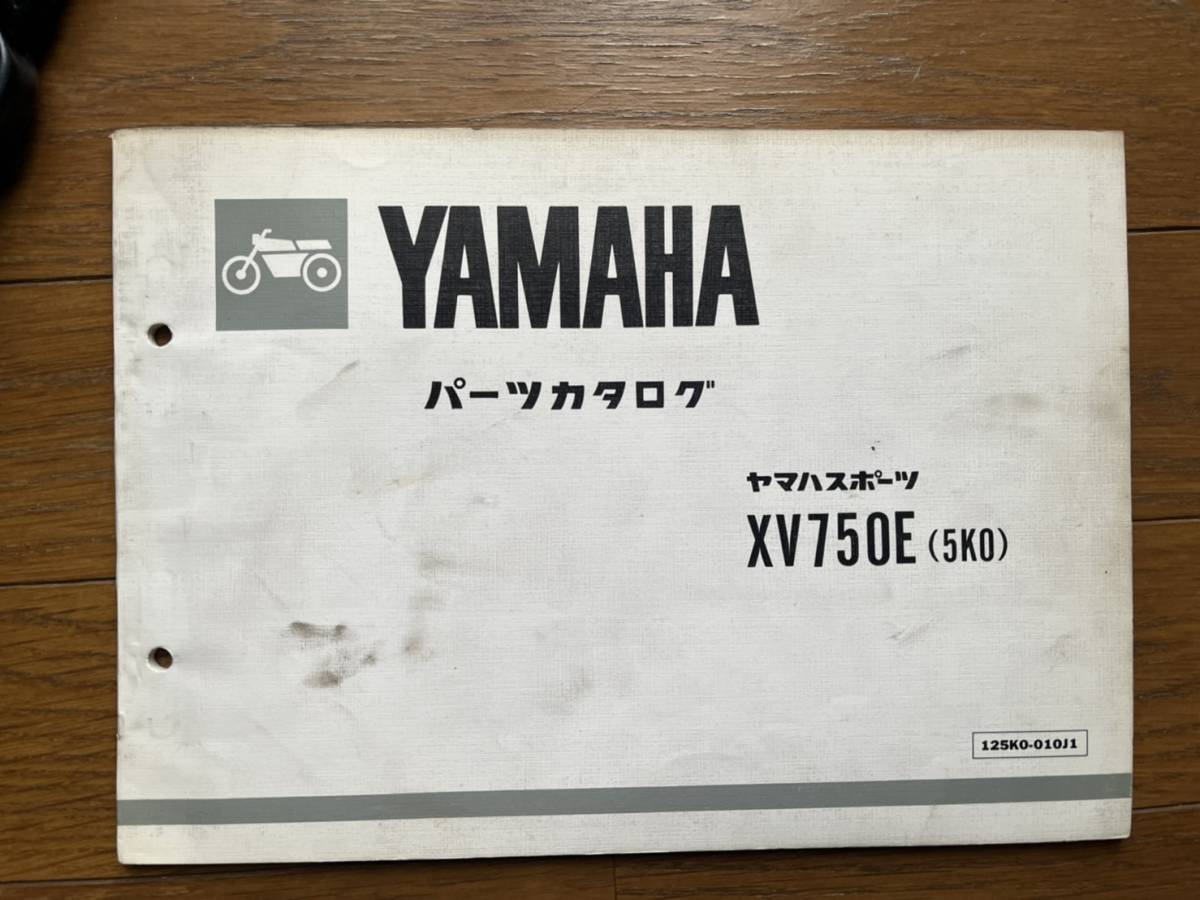 YAMAHA
パーツカタログ
ヤマハスポーツ
XV750E (5K0)
125K0-010J1